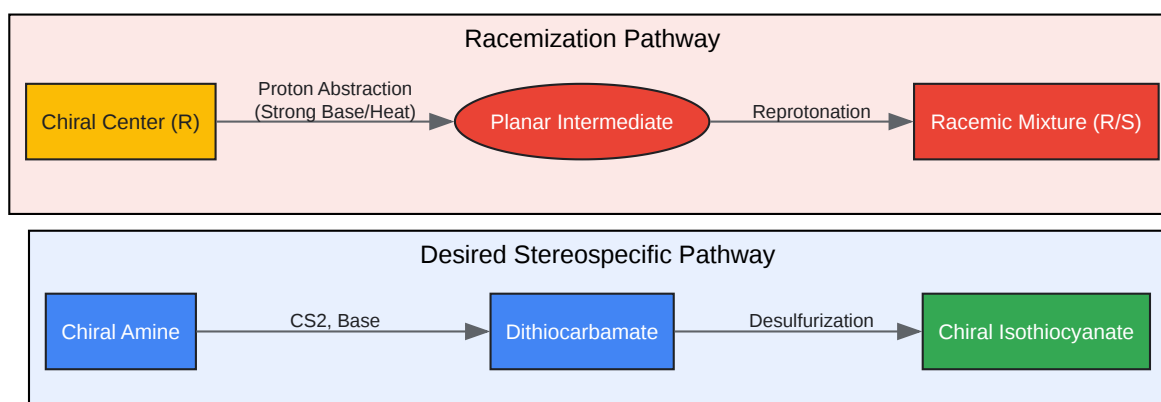 Racemization Pathway
Proton Abstraction
(Strong Base/Heat)
Chiral Center (R)
Planar Intermediate
Reprotonation
Racemic Mixture (R/S)
Desired Stereospecific Pathway
Chiral Amine
CS2, Base
Dithiocarbamate
Desulfurization
Chiral Isothiocyanate